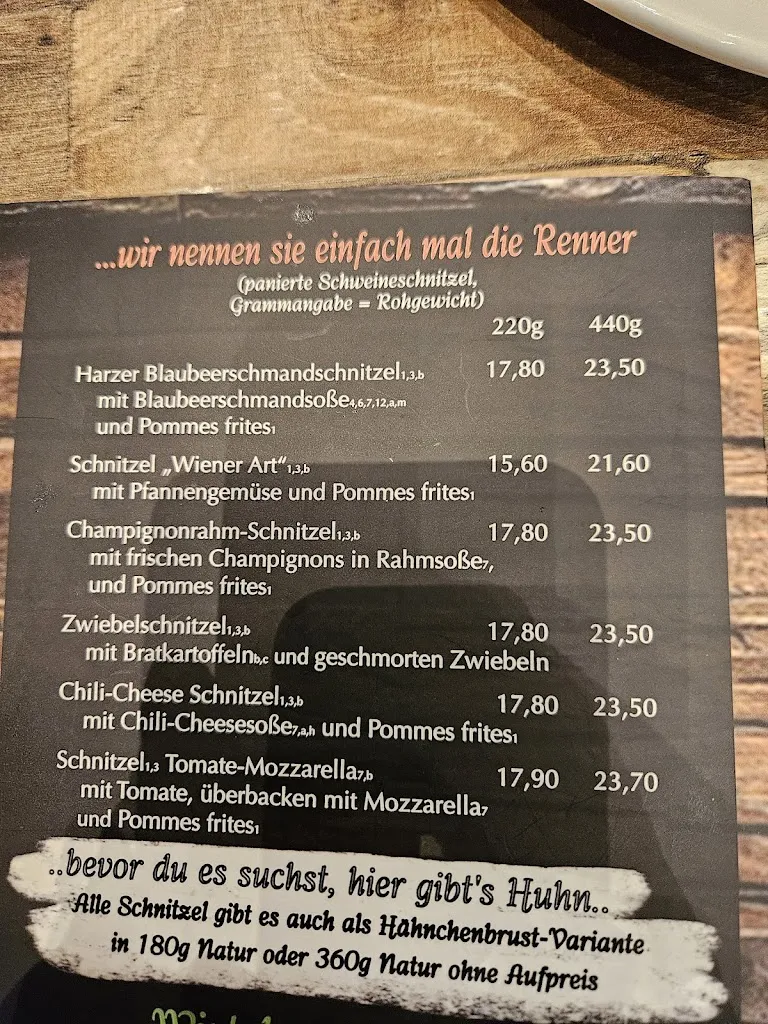 ...wir nennen sie einfach mal die Renner
(panierte Schweineschnitzel,
Grammangabe = Rohgewicht)
220g 440g
Harzer Blaubeerschmandschnitzel1,3,b 17,80 23,50
mit Blaubeerschmandsoße4,6,7,12,a,m
und Pommes frites1
Schnitzel „Wiener Art“1,3,b 15,60 21,60
mit Pfannengemüse und Pommes frites1
Champignonrahm-Schnitzel1,3,b 17,80 23,50
mit frischen Champignons in Rahmsoße7,
und Pommes frites1
Zwiebelschnitzel1,3,b 17,80 23,50
mit Bratkartoffelnb,c und geschmorten Zwiebeln
Chili-Cheese Schnitzel1,3,b 17,80 23,50
mit Chili-Cheesesoße7,a,h und Pommes frites1
Schnitzel1,3 Tomate-Mozzarella7,b 17,90 23,70
mit Tomate, überbacken mit Mozzarella7
und Pommes frites1
..bevor du es suchst, hier gibt's Huhn..
Alle Schnitzel gibt es auch als Hähnchenbrust-Variante
in 180g Natur oder 360g Natur ohne Aufpreis